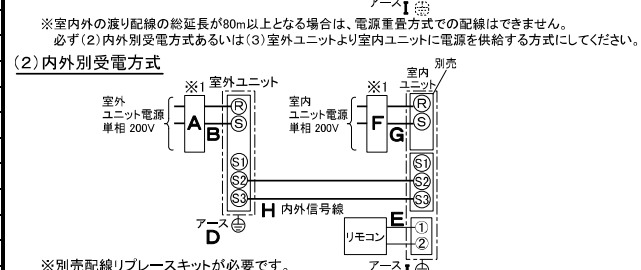 アース I
※室内外の渡り配線の総延長が80m以上となる場合は、電源重畳方式での配線はできません。
必ず(2)内外別受電方式あるいは(3)室外ユニットより室内ユニットに電源を供給する方式にしてください。
(2)内外別受電方式
別売
※1 室外ユニット
※1 室内
ユニット
室外
ユニット電源
単相 200V
A
B
R
S
室内
ユニット電源
単相 200V
F
G
R
S
S1
S2
S3
S1
S2
S3
H 内外信号線
アース
D
E
リモコン
①
②
※別売配線リプレースキットが必要です。
アース I